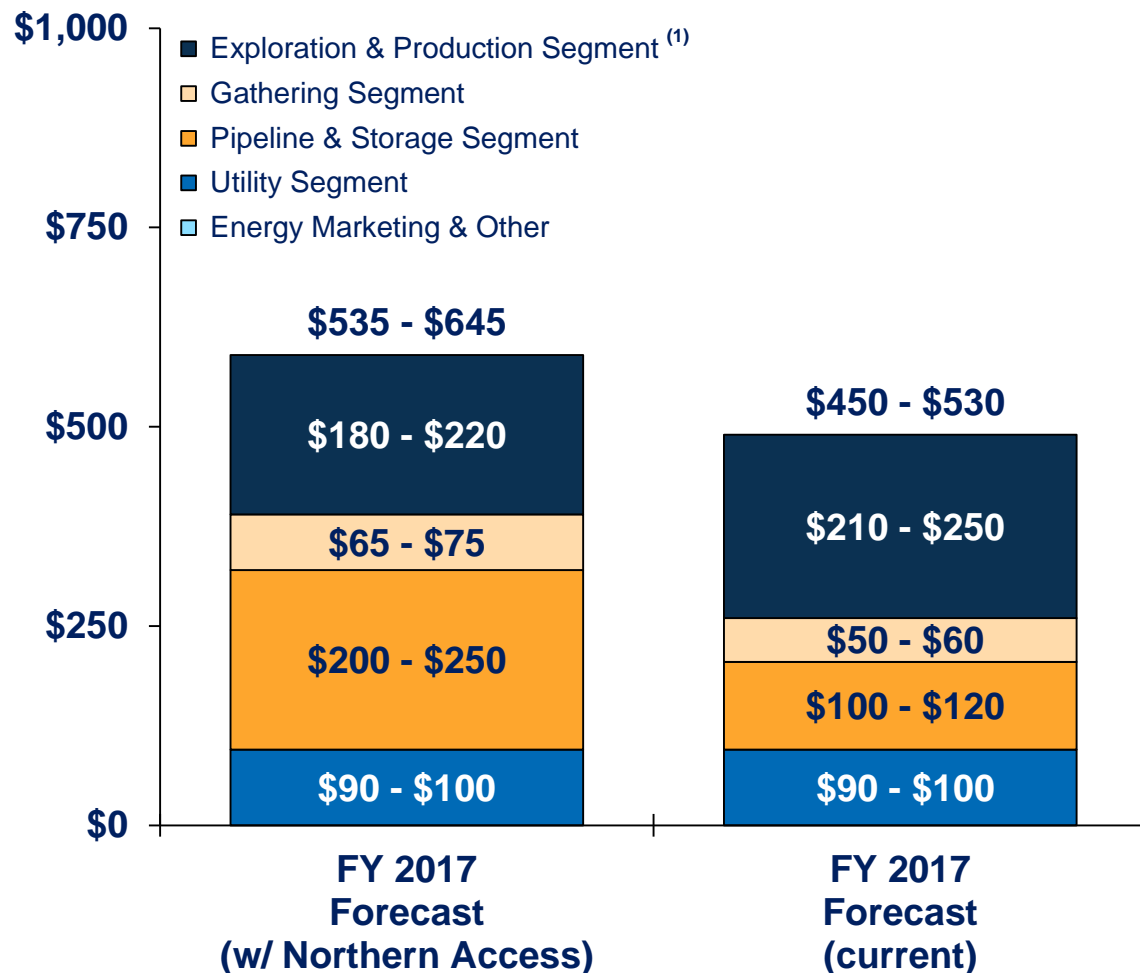 $1,000
$750
$500
$250
$0
Exploration & Production Segment (1)
Gathering Segment
Pipeline & Storage Segment
Utility Segment
Energy Marketing & Other
$535 - $645
$180 - $220
$65 - $75
$200 - $250
$90 - $100
$450 - $530
$210 - $250
$50 - $60
$100 - $120
$90 - $100
FY 2017
Forecast
(w/ Northern Access)
FY 2017
Forecast
(current)